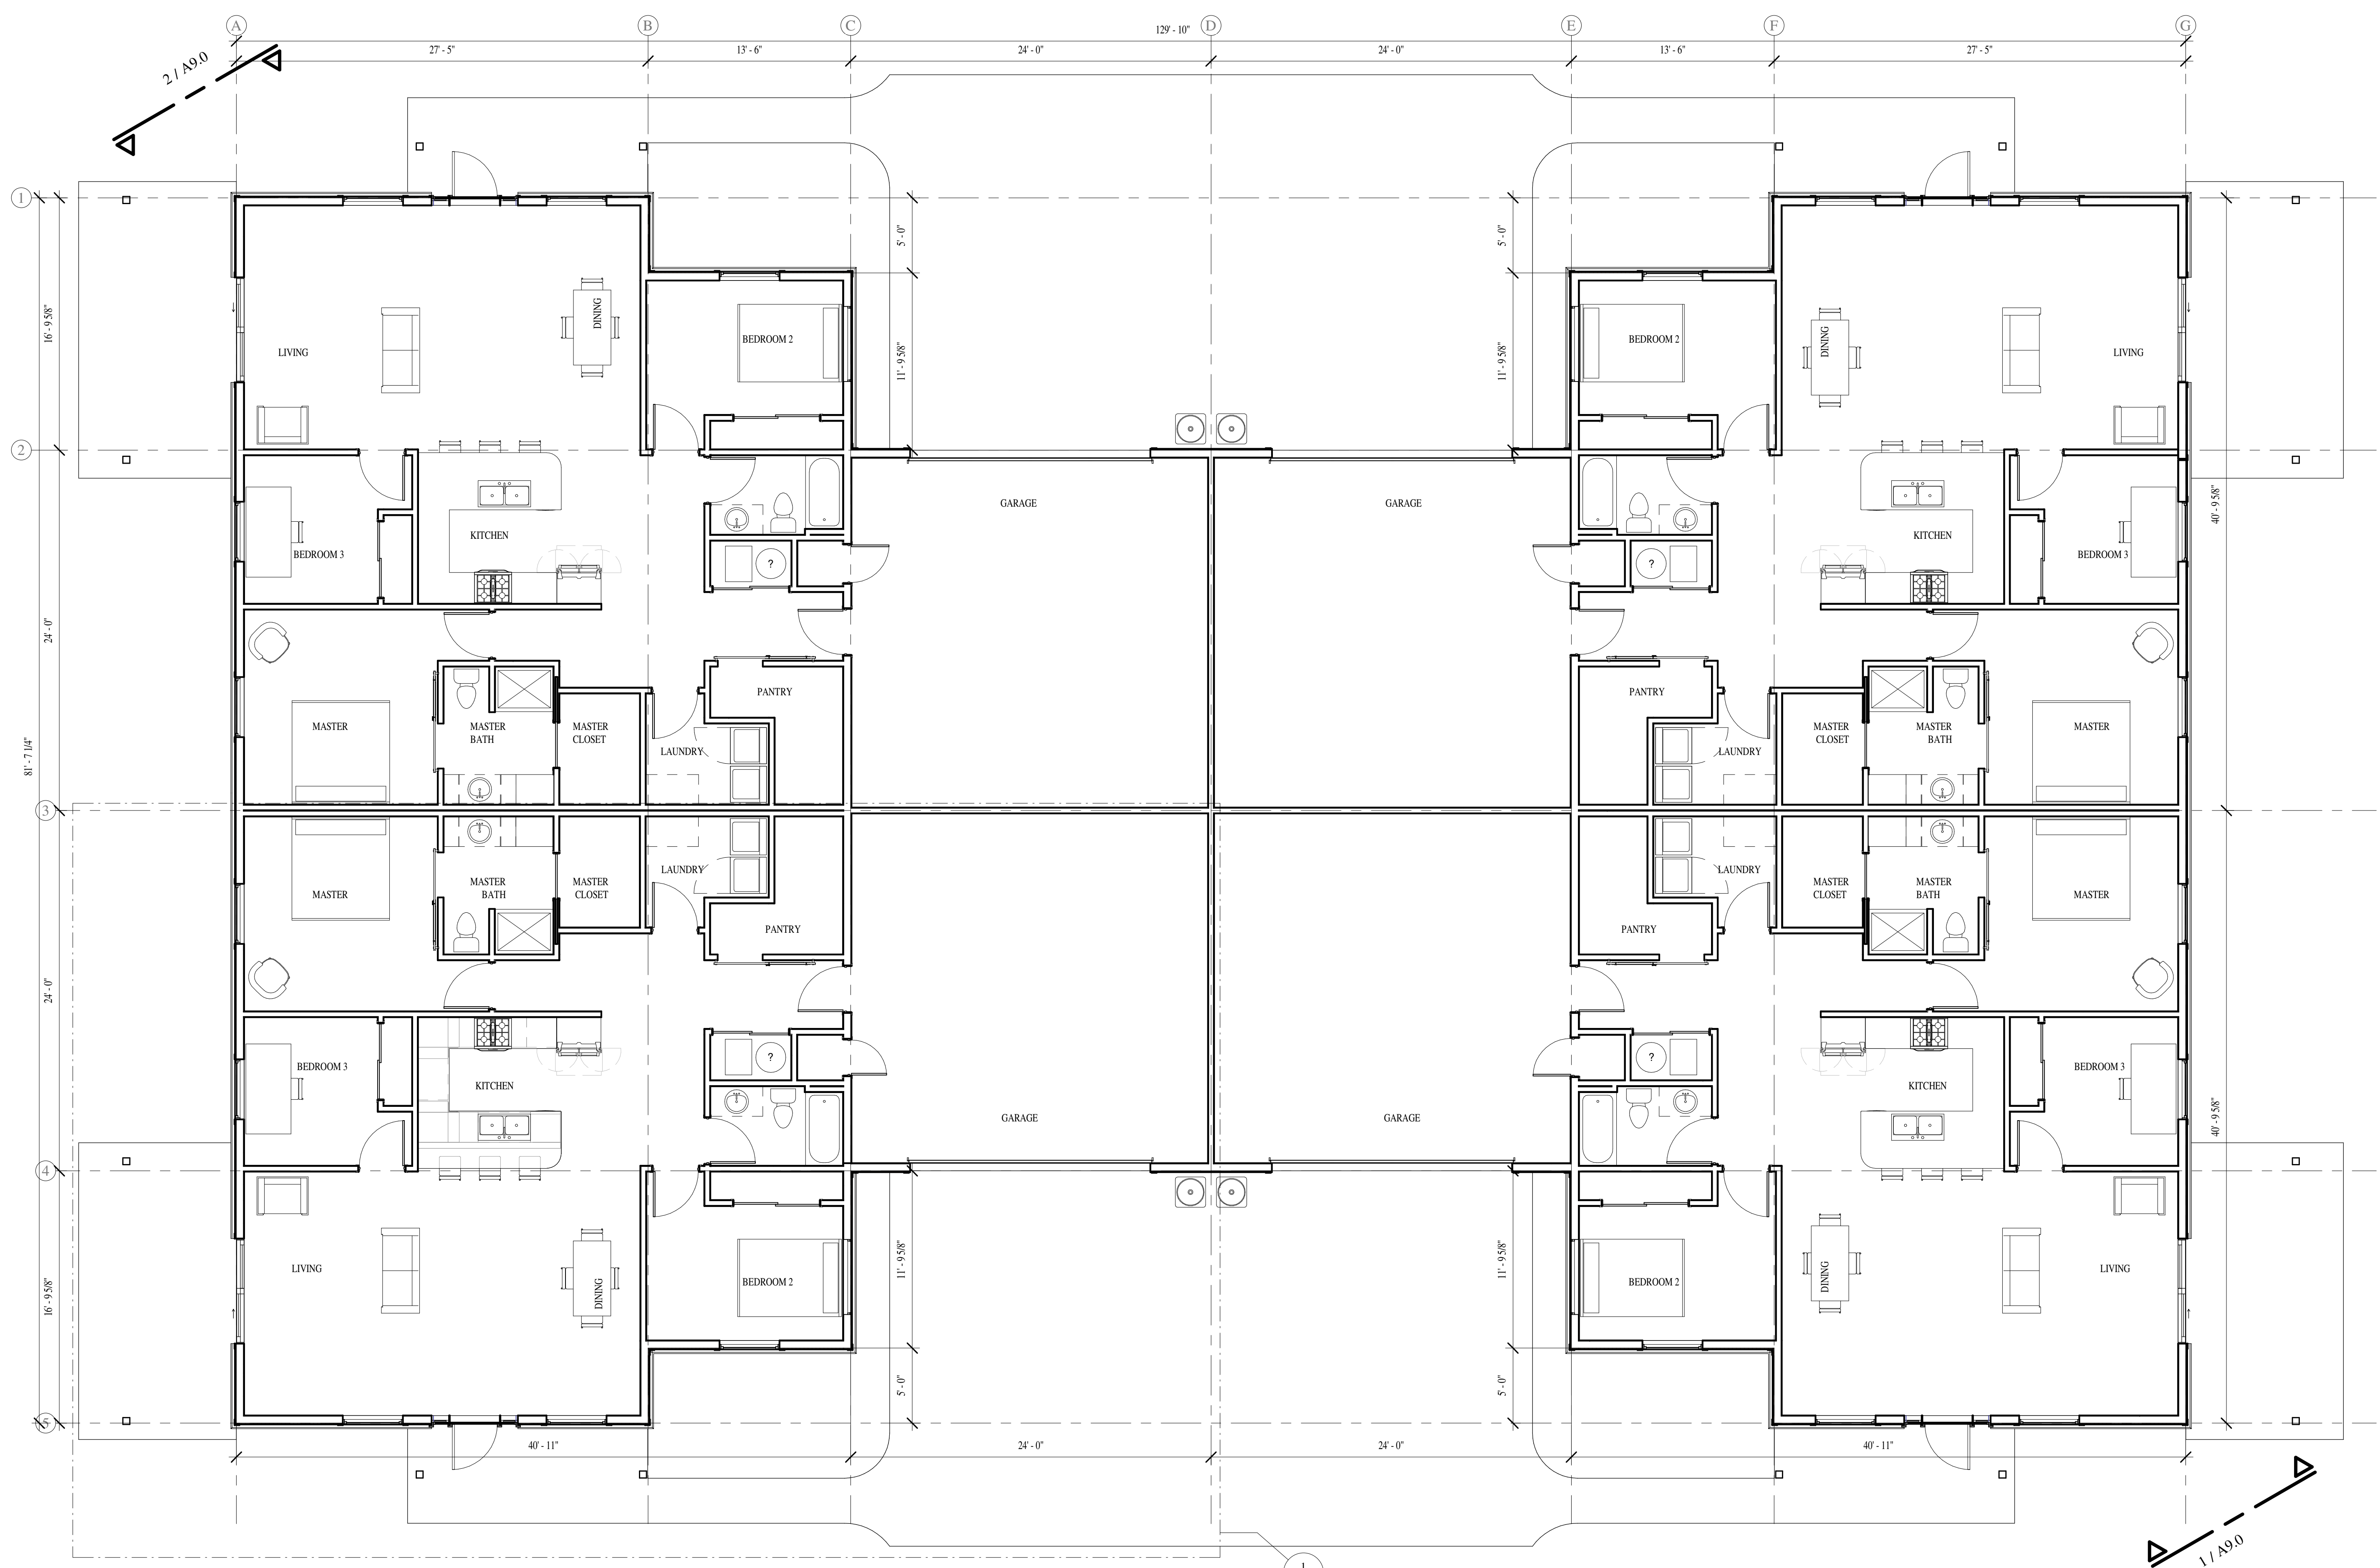 A
B
C
D
E
F
G
129' - 10"
27' - 5"
13' - 6"
24' - 0"
24' - 0"
13' - 6"
27' - 5"
2 / A9.0
1
5' - 0"
5' - 0"
16' - 9 5/8"
DINING
DINING
BEDROOM 2
BEDROOM 2
LIVING
LIVING
11' - 9 5/8"
11' - 9 5/8"
2
GARAGE
GARAGE
40' - 9 5/8"
KITCHEN
KITCHEN
BEDROOM 3
BEDROOM 3
?
?
24' - 0"
PANTRY
PANTRY
MASTER
MASTER
BATH
MASTER
CLOSET
LAUNDRY
LAUNDRY
MASTER
CLOSET
MASTER
BATH
MASTER
81' - 7 1/4"
3
LAUNDRY
LAUNDRY
MASTER
MASTER
BATH
MASTER
CLOSET
MASTER
CLOSET
MASTER
BATH
MASTER
PANTRY
PANTRY
24' - 0"
?
?
BEDROOM 3
BEDROOM 3
KITCHEN
KITCHEN
GARAGE
GARAGE
40' - 9 5/8"
4
11' - 9 5/8"
11' - 9 5/8"
LIVING
LIVING
BEDROOM 2
BEDROOM 2
DINING
DINING
16' - 9 5/8"
5' - 0"
5' - 0"
5
40' - 11"
24' - 0"
24' - 0"
40' - 11"
1 / A9.0
1